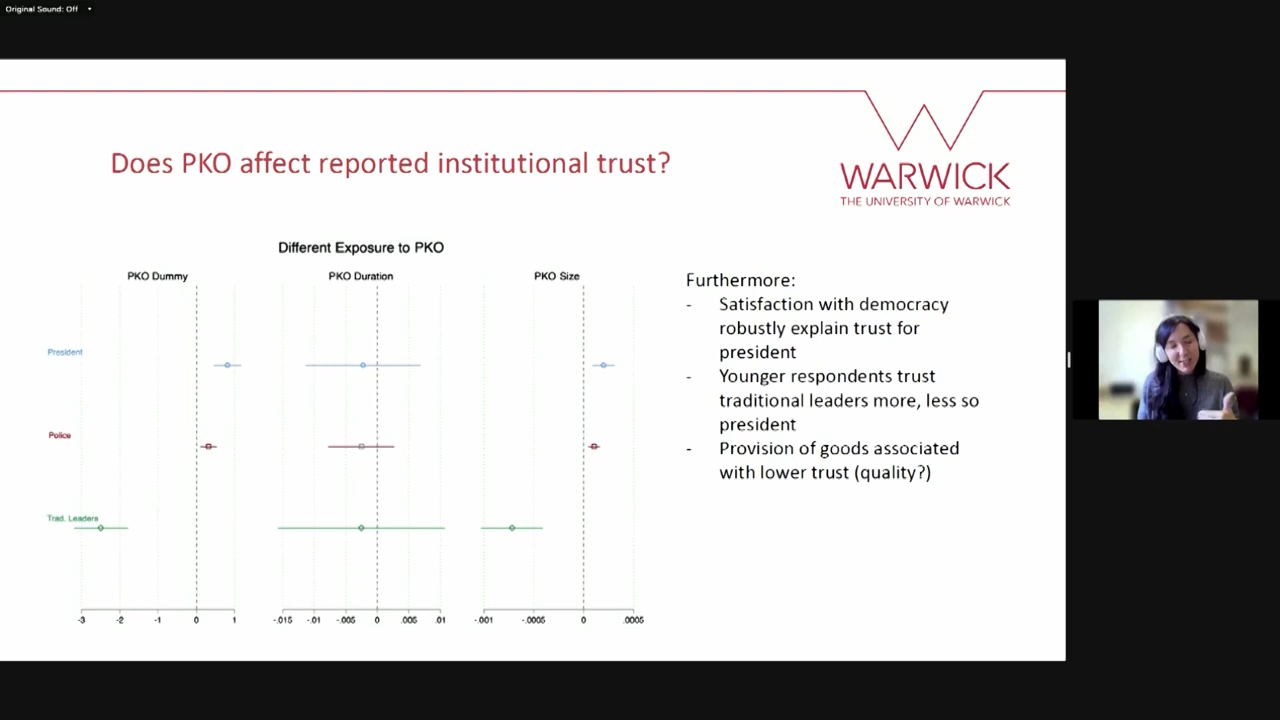 Original Sound: Off
Does PKO affect reported institutional trust?
WARWICK
THE UNIVERSITY OF WARWICK
Different Exposure to PKO
PKO Dummy
PKO Duration
PKO Size
President
Police
Trad. Leaders
-3 -2 -1 0 1
-.015 -.01 -.005 0 .005 .01
-.001 -.0005 0 .0005
Furthermore:
- Satisfaction with democracy
robustly explain trust for
president
- Younger respondents trust
traditional leaders more, less so
president
- Provision of goods associated
with lower trust (quality?)